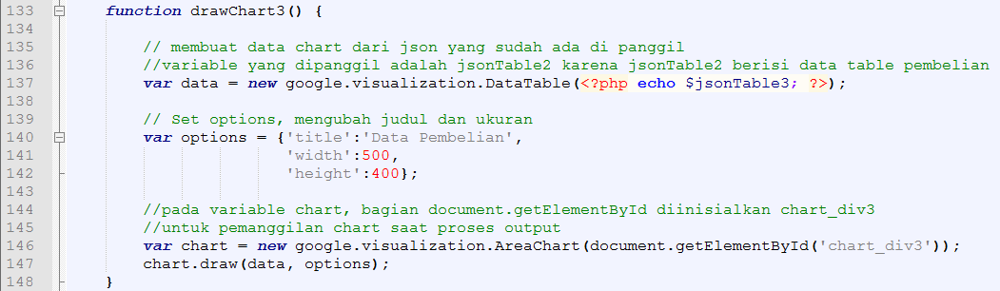 133 function drawChart3() {
134
135 // membuat data chart dari json yang sudah ada di panggil
136 //variable yang dipanggil adalah jsonTable2 karena jsonTable2 berisi data table pembelian
137 var data = new google.visualization.DataTable(<?php echo $jsonTable3; ?>);
138
139 // Set options, mengubah judul dan ukuran
140 var options = {'title':'Data Pembelian',
141 'width':500,
142 'height':400};
143
144 //pada variable chart, bagian document.getElementById diinisialkan chart_div3
145 //untuk pemanggilan chart saat proses output
146 var chart = new google.visualization.AreaChart(document.getElementById('chart_div3'));
147 chart.draw(data, options);
148 }